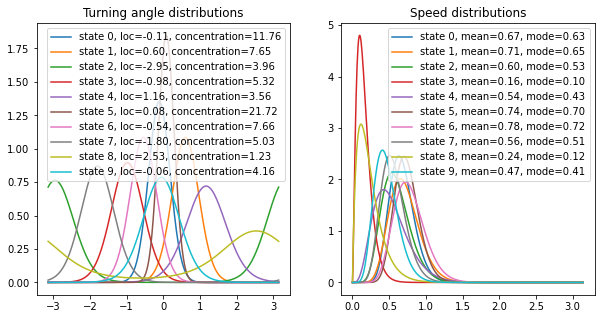 Turning angle distributions
state 0, loc=-0.11, concentration=11.76
state 1, loc=0.60, concentration=7.65
state 2, loc=-2.95, concentration=3.96
state 3, loc=-0.98, concentration=5.32
state 4, loc=1.16, concentration=3.56
state 5, loc=0.08, concentration=21.72
state 6, loc=-0.54, concentration=7.66
state 7, loc=-1.80, concentration=5.03
state 8, loc=2.53, concentration=1.23
state 9, loc=-0.06, concentration=4.16
1.75
1.50
1.25
1.00
0.75
0.50
0.25
0.00
−3 −2 −1 0 1 2 3
Speed distributions
state 0, mean=0.67, mode=0.63
state 1, mean=0.71, mode=0.65
state 2, mean=0.60, mode=0.53
state 3, mean=0.16, mode=0.10
state 4, mean=0.54, mode=0.43
state 5, mean=0.74, mode=0.70
state 6, mean=0.78, mode=0.72
state 7, mean=0.56, mode=0.51
state 8, mean=0.24, mode=0.12
state 9, mean=0.47, mode=0.41
5
4
3
2
1
0
0.0 0.5 1.0 1.5 2.0 2.5 3.0